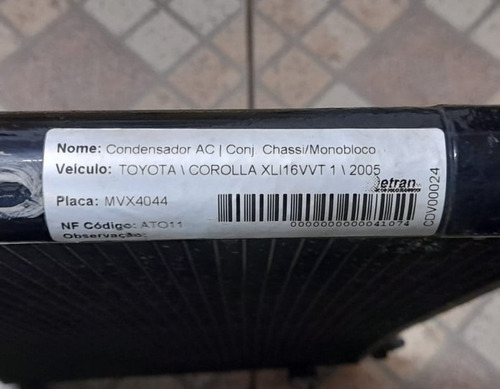 Nome: Condensador AC | Conj. Chassi/Monobloco
Veículo: TOYOTA \ COROLLA XLI16VVT 1 \ 2005
Placa: MVX4044
NF Código: ATO11
Observação:
Detran
0000000000041074
CDV00024